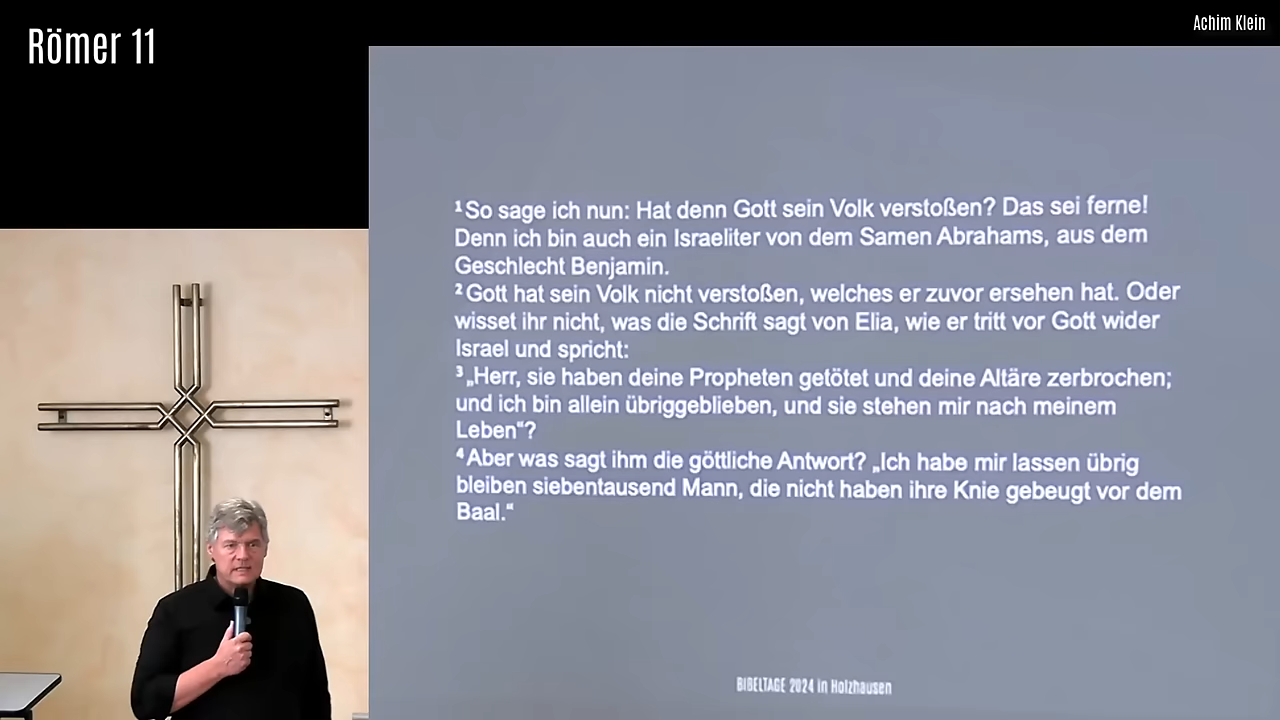 Römer 11
Achim Klein
¹So sage ich nun: Hat denn Gott sein Volk verstoßen? Das sei ferne!
Denn ich bin auch ein Israeliter von dem Samen Abrahams, aus dem
Geschlecht Benjamin.
²Gott hat sein Volk nicht verstoßen, welches er zuvor ersehen hat. Oder
wisset ihr nicht, was die Schrift sagt von Elia, wie er tritt vor Gott wider
Israel und spricht:
³„Herr, sie haben deine Propheten getötet und deine Altäre zerbrochen;
und ich bin allein übriggeblieben, und sie stehen mir nach meinem
Leben“?
⁴Aber was sagt ihm die göttliche Antwort? „Ich habe mir lassen übrig
bleiben siebentausend Mann, die nicht haben ihre Knie gebeugt vor dem
Baal.“
BIBELTAGE 2024 in Holzhausen